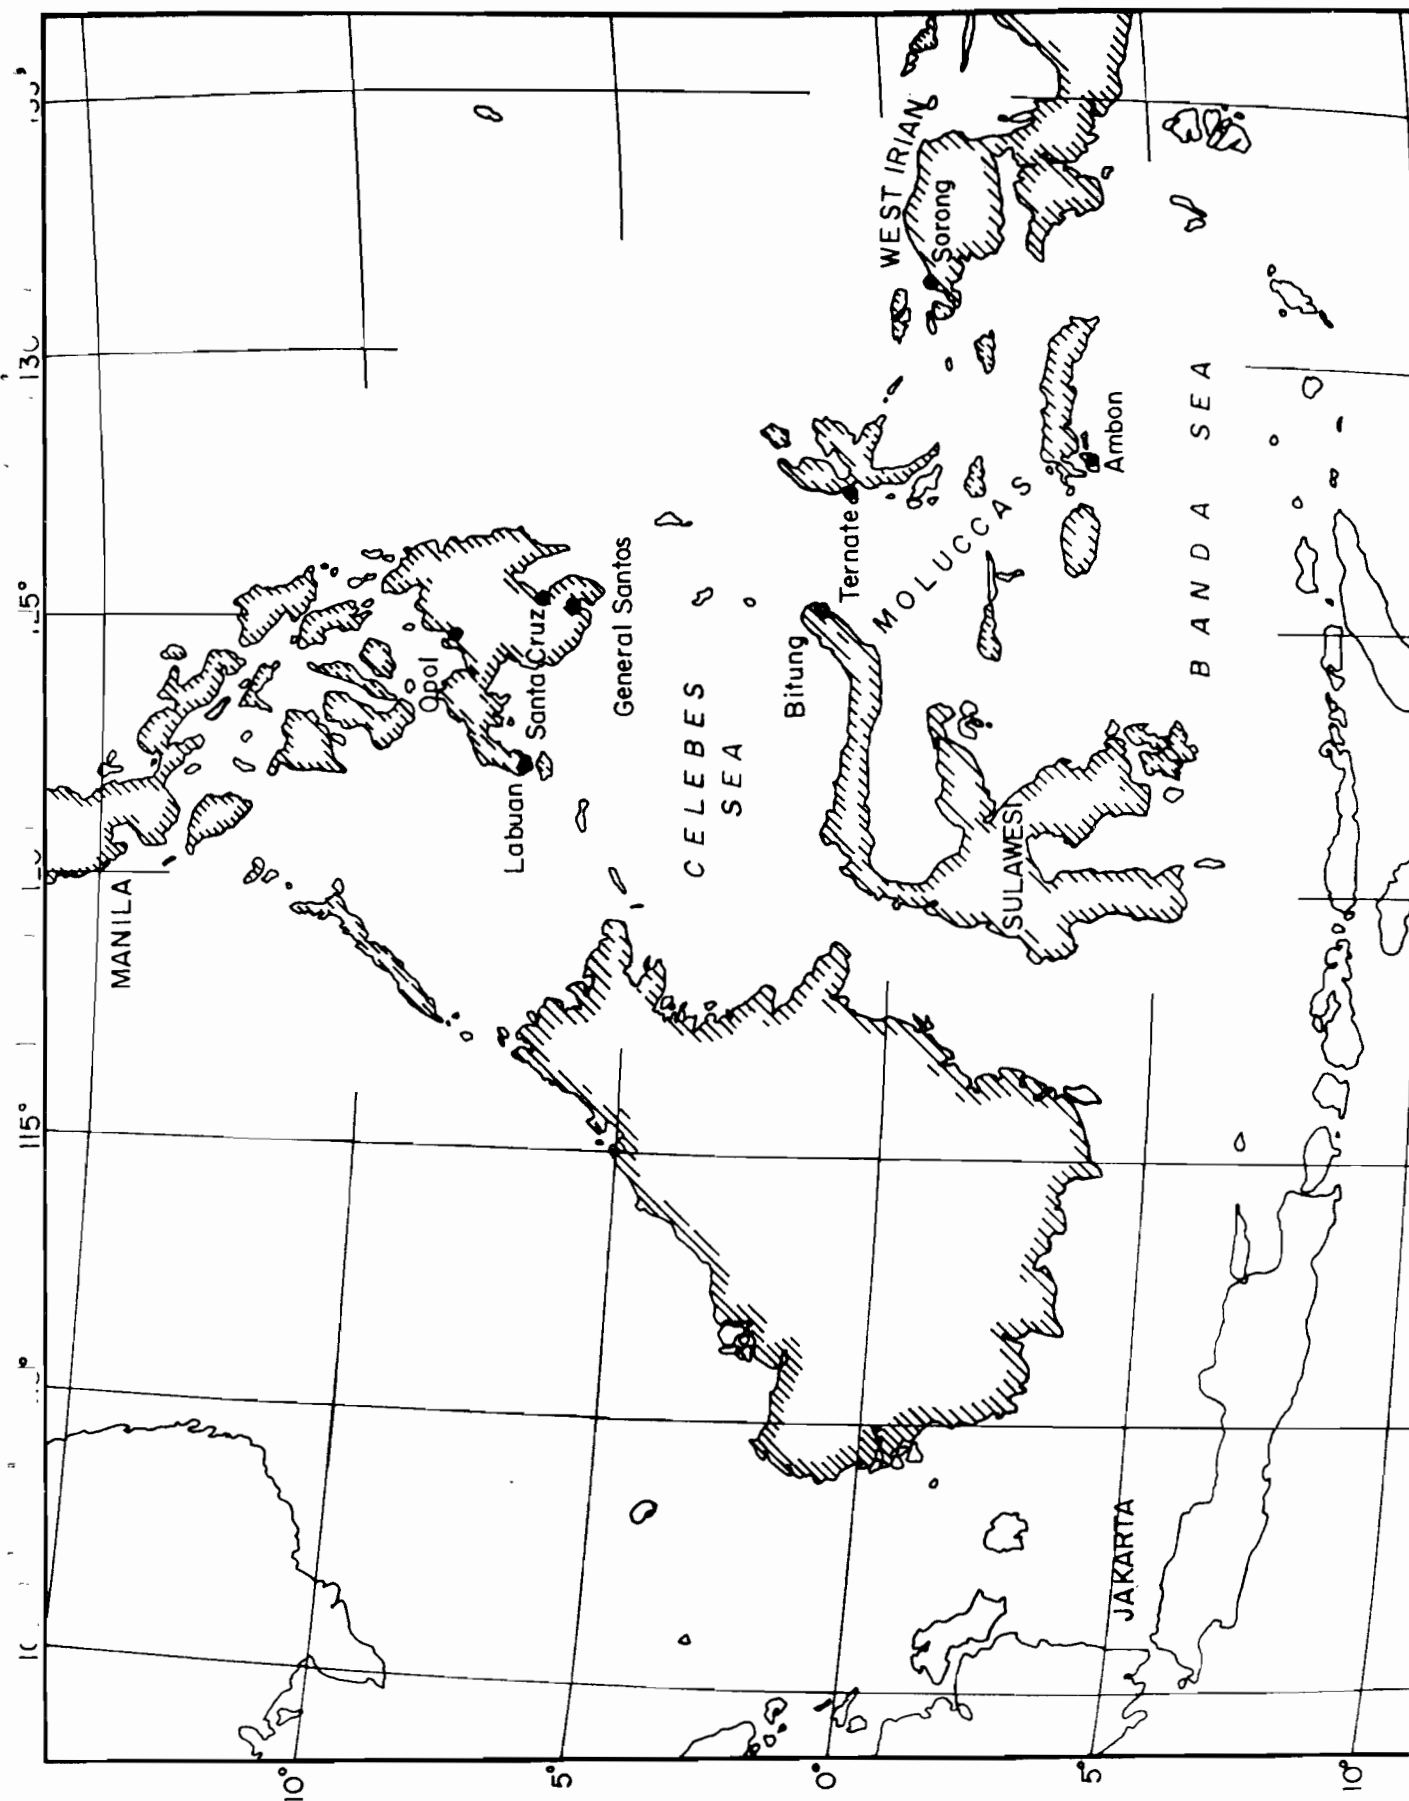 115°
MANILA
Opol
Santa Cruz
Labuan
General Santos
CELEBES
SEA
Bitung
Ternate
MOLUCCAS
WEST IRIAN
Sorong
SULAWESI
Ambon
BANDA SEA
JAKARTA
10°
5°
0°
5°
10°